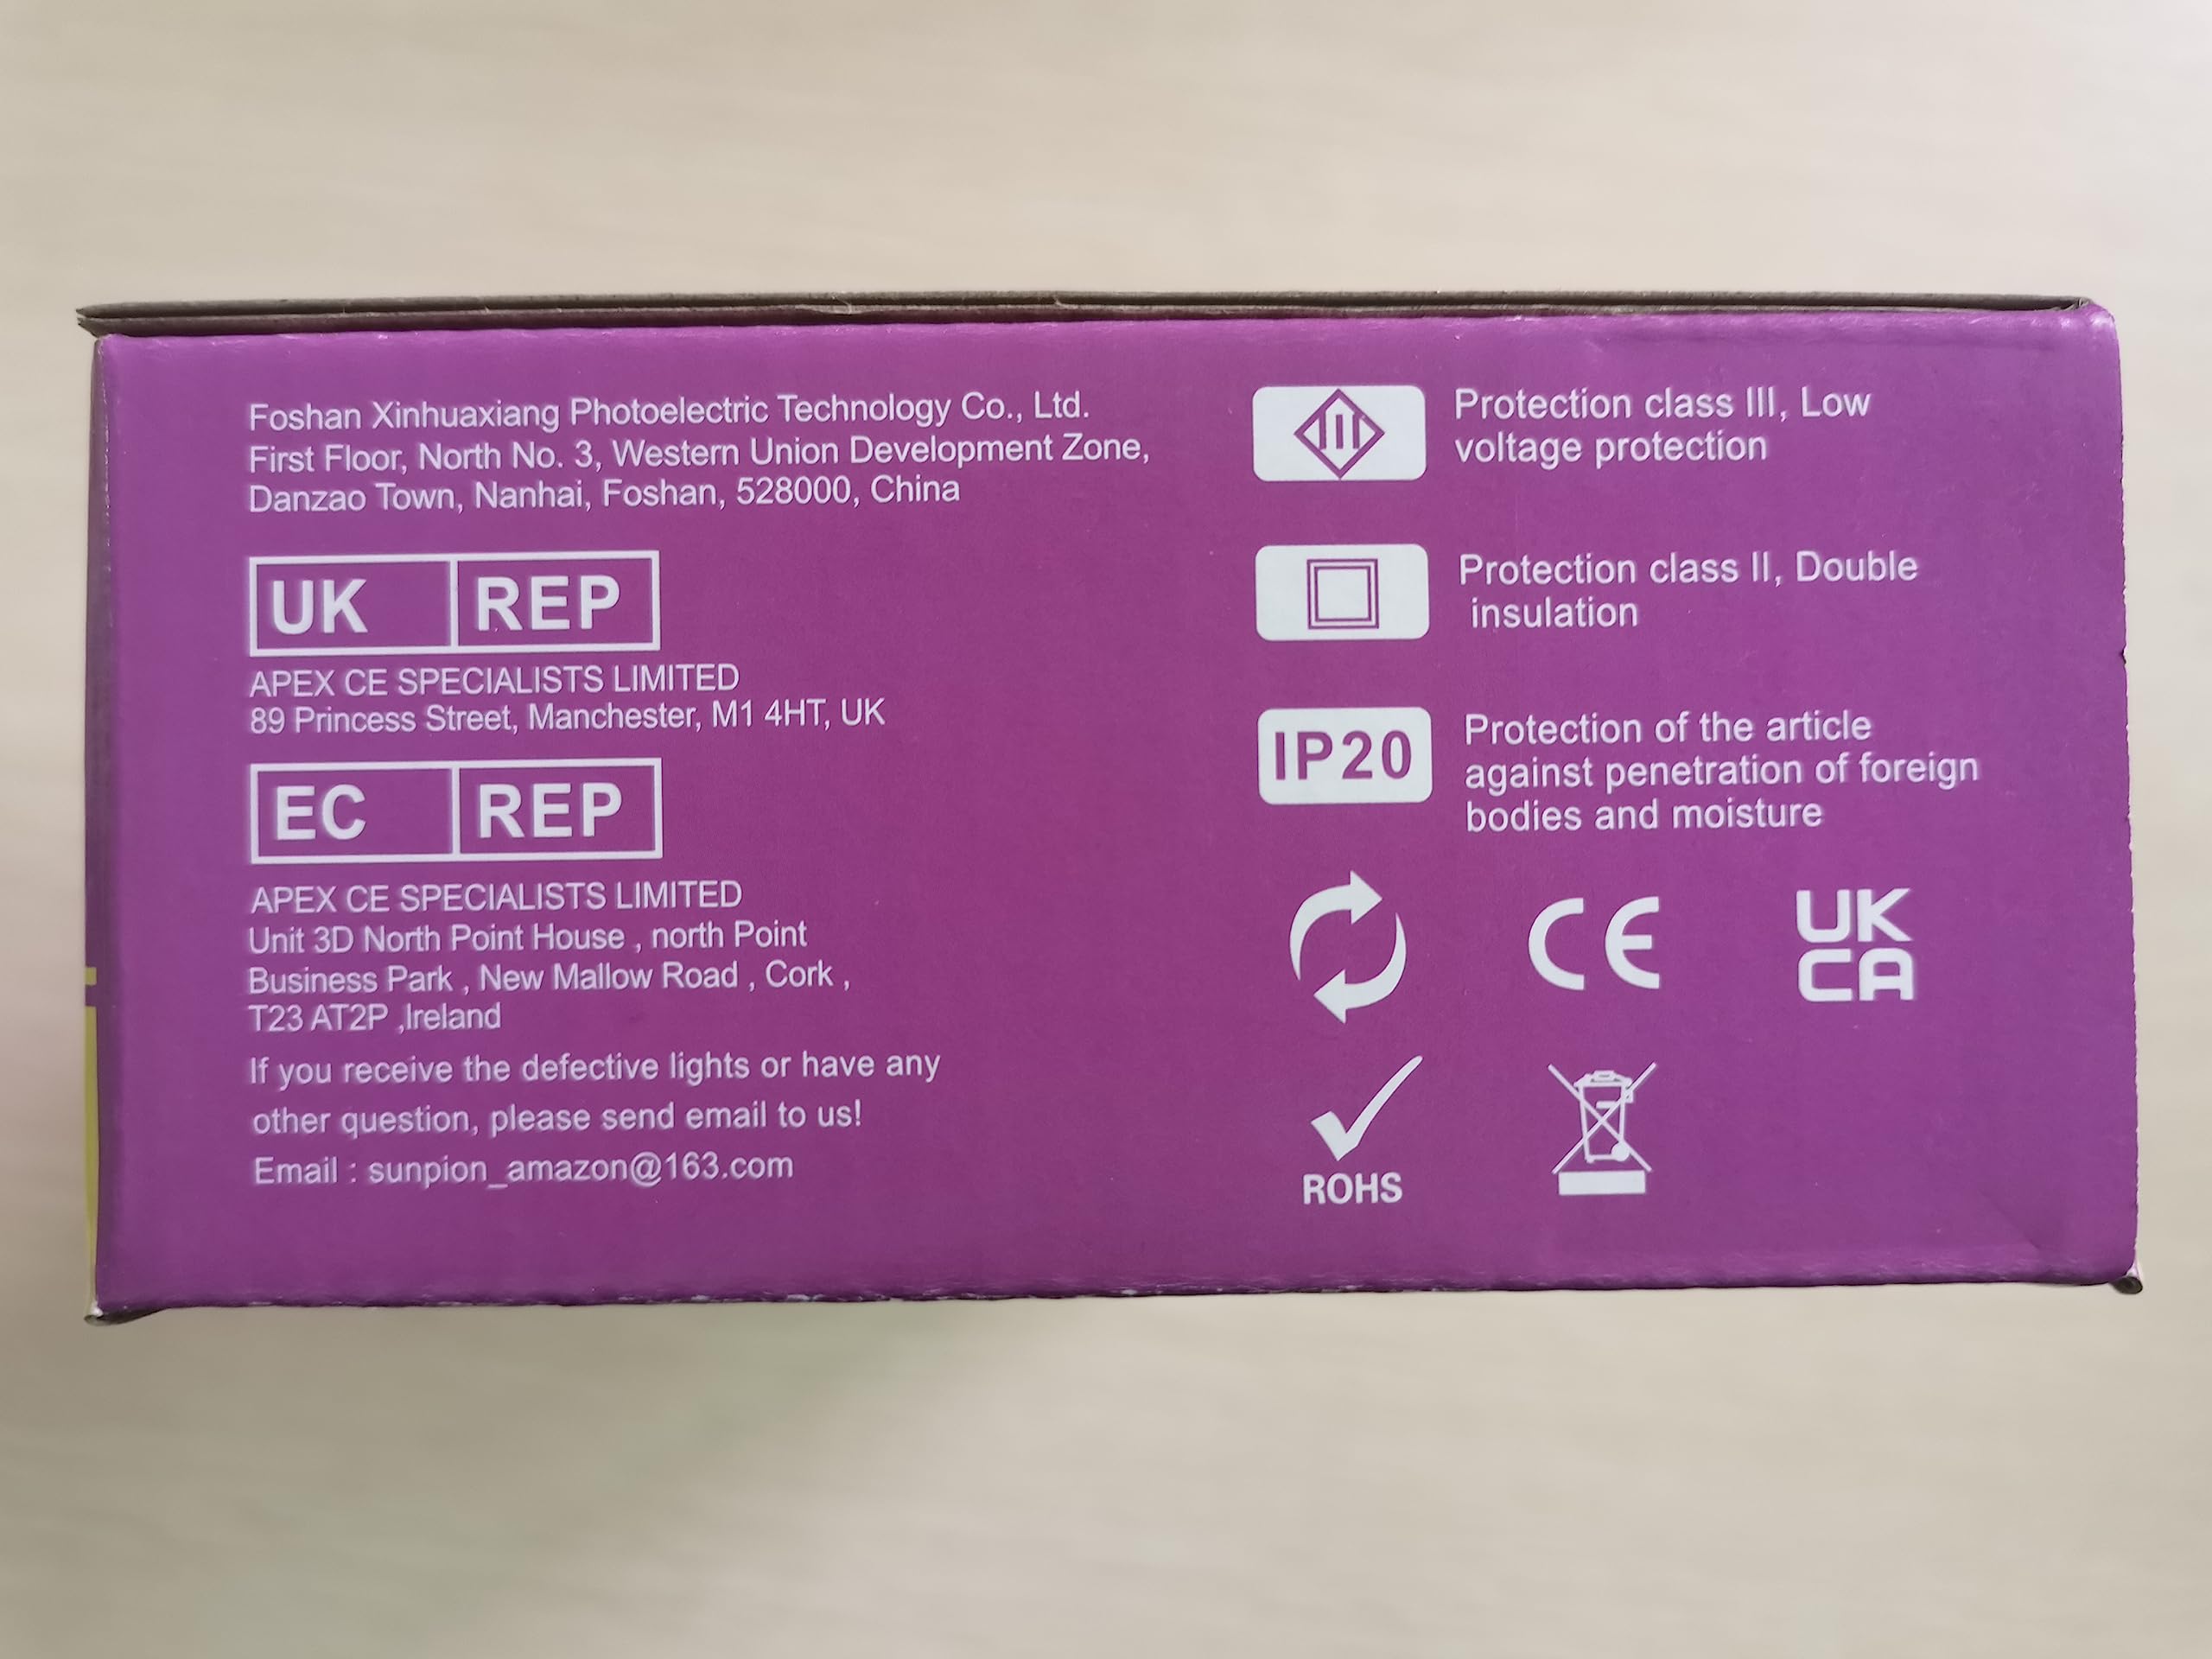 Foshan Xinhuaxiang Photoelectric Technology Co., Ltd.
First Floor, North No. 3, Western Union Development Zone,
Danzao Town, Nanhai, Foshan, 528000, China
UK REP
APEX CE SPECIALISTS LIMITED
89 Princess Street, Manchester, M1 4HT, UK
EC REP
APEX CE SPECIALISTS LIMITED
Unit 3D North Point House , north Point
Business Park , New Mallow Road , Cork ,
T23 AT2P ,Ireland
If you receive the defective lights or have any
other question, please send email to us!
Email : sunpion_amazon@163.com
III
Protection class III, Low
voltage protection
Protection class II, Double
insulation
IP20
Protection of the article
against penetration of foreign
bodies and moisture
CE
UK
CA
ROHS